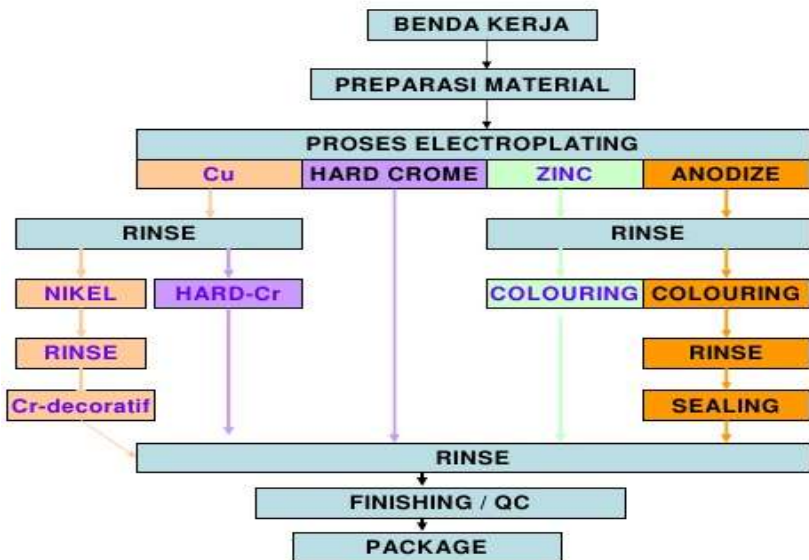 BENDA KERJA
PREPARASI MATERIAL
PROSES ELECTROPLATING
Cu HARD CROME ZINC ANODIZE
RINSE RINSE
NIKEL HARD-Cr COLOURING COLOURING
RINSE RINSE
Cr-decoratif SEALING
RINSE
FINISHING / QC
PACKAGE